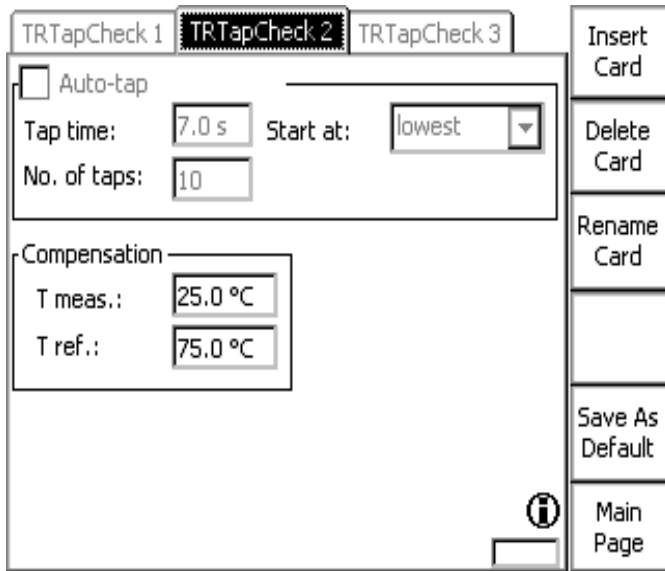 TRTapCheck 1 TRTapCheck 2 TRTapCheck 3
Auto-tap
Tap time: 7.0 s Start at: lowest
No. of taps: 10
Compensation
T meas.: 25.0 °C
T ref.: 75.0 °C
Insert
Card
Delete
Card
Rename
Card
Save As
Default
Main
Page